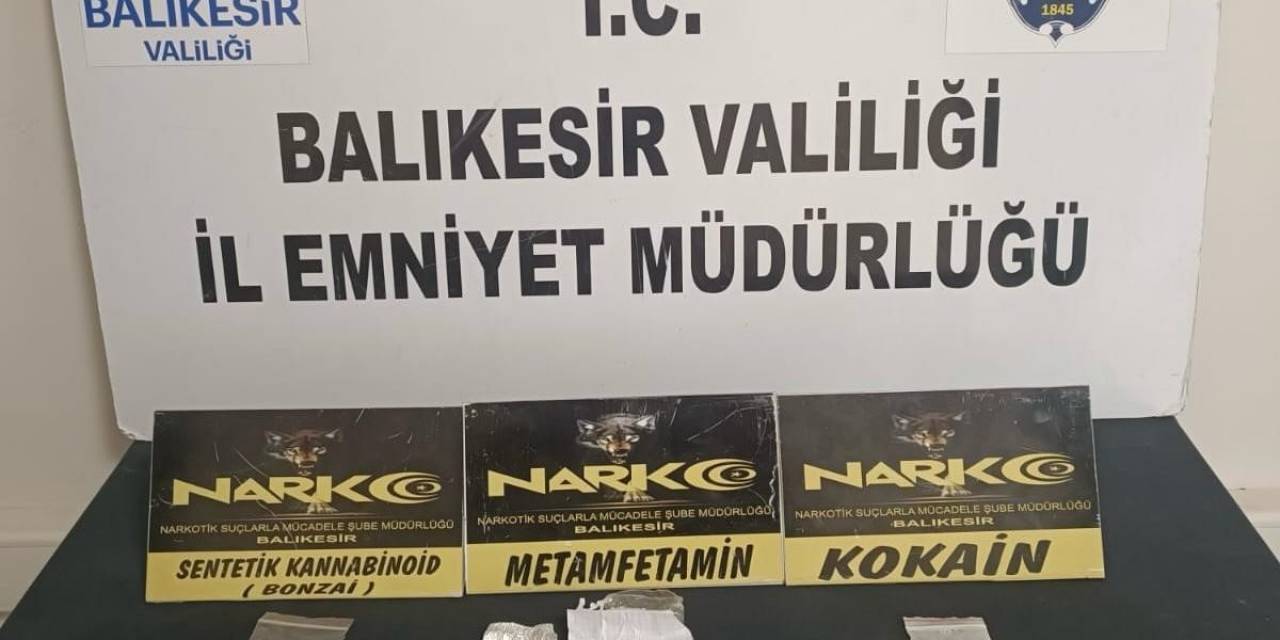 BALIKESİR
VALİLİĞİ
T.C.
1845
BALIKESİR VALİLİĞİ
İL EMNİYET MÜDÜRLÜĞÜ
NARKO
NARKOTİK SUÇLARLA MÜCADELE ŞUBE MÜDÜRLÜĞÜ
BALIKESİR
SENTETİK KANNABİNOİD
( BONZAİ )
NARKO
NARKOTİK SUÇLARLA MÜCADELE ŞUBE MÜDÜRLÜĞÜ
BALIKESİR
METAMFETAMİN
NARKO
NARKOTİK SUÇLARLA MÜCADELE ŞUBE MÜDÜRLÜĞÜ
BALIKESİR
KOKAİN